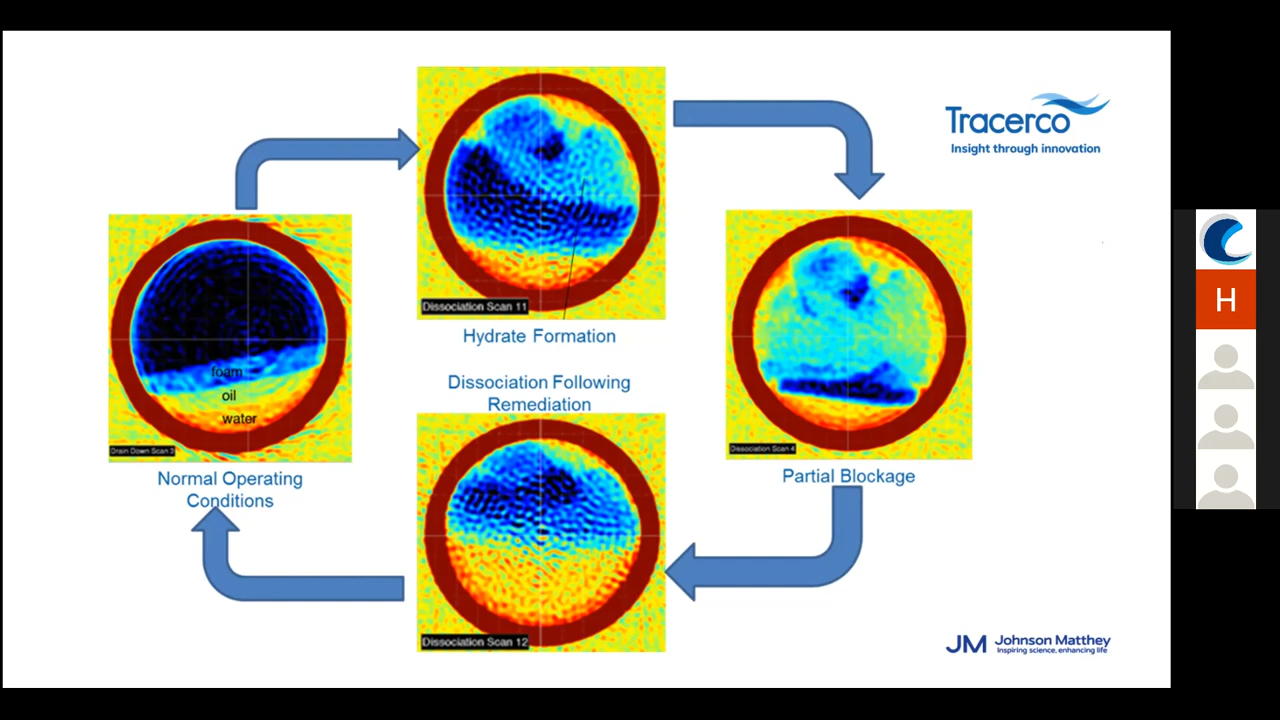 Tracerco
Insight through innovation
Dissociation Scan 11
Hydrate Formation
foam
oil
water
Drain Down Scan 3
Normal Operating
Conditions
Dissociation Scan 4
Partial Blockage
Dissociation Following
Remediation
Dissociation Scan 12
JM Johnson Matthey
Inspiring science, enhancing life
H